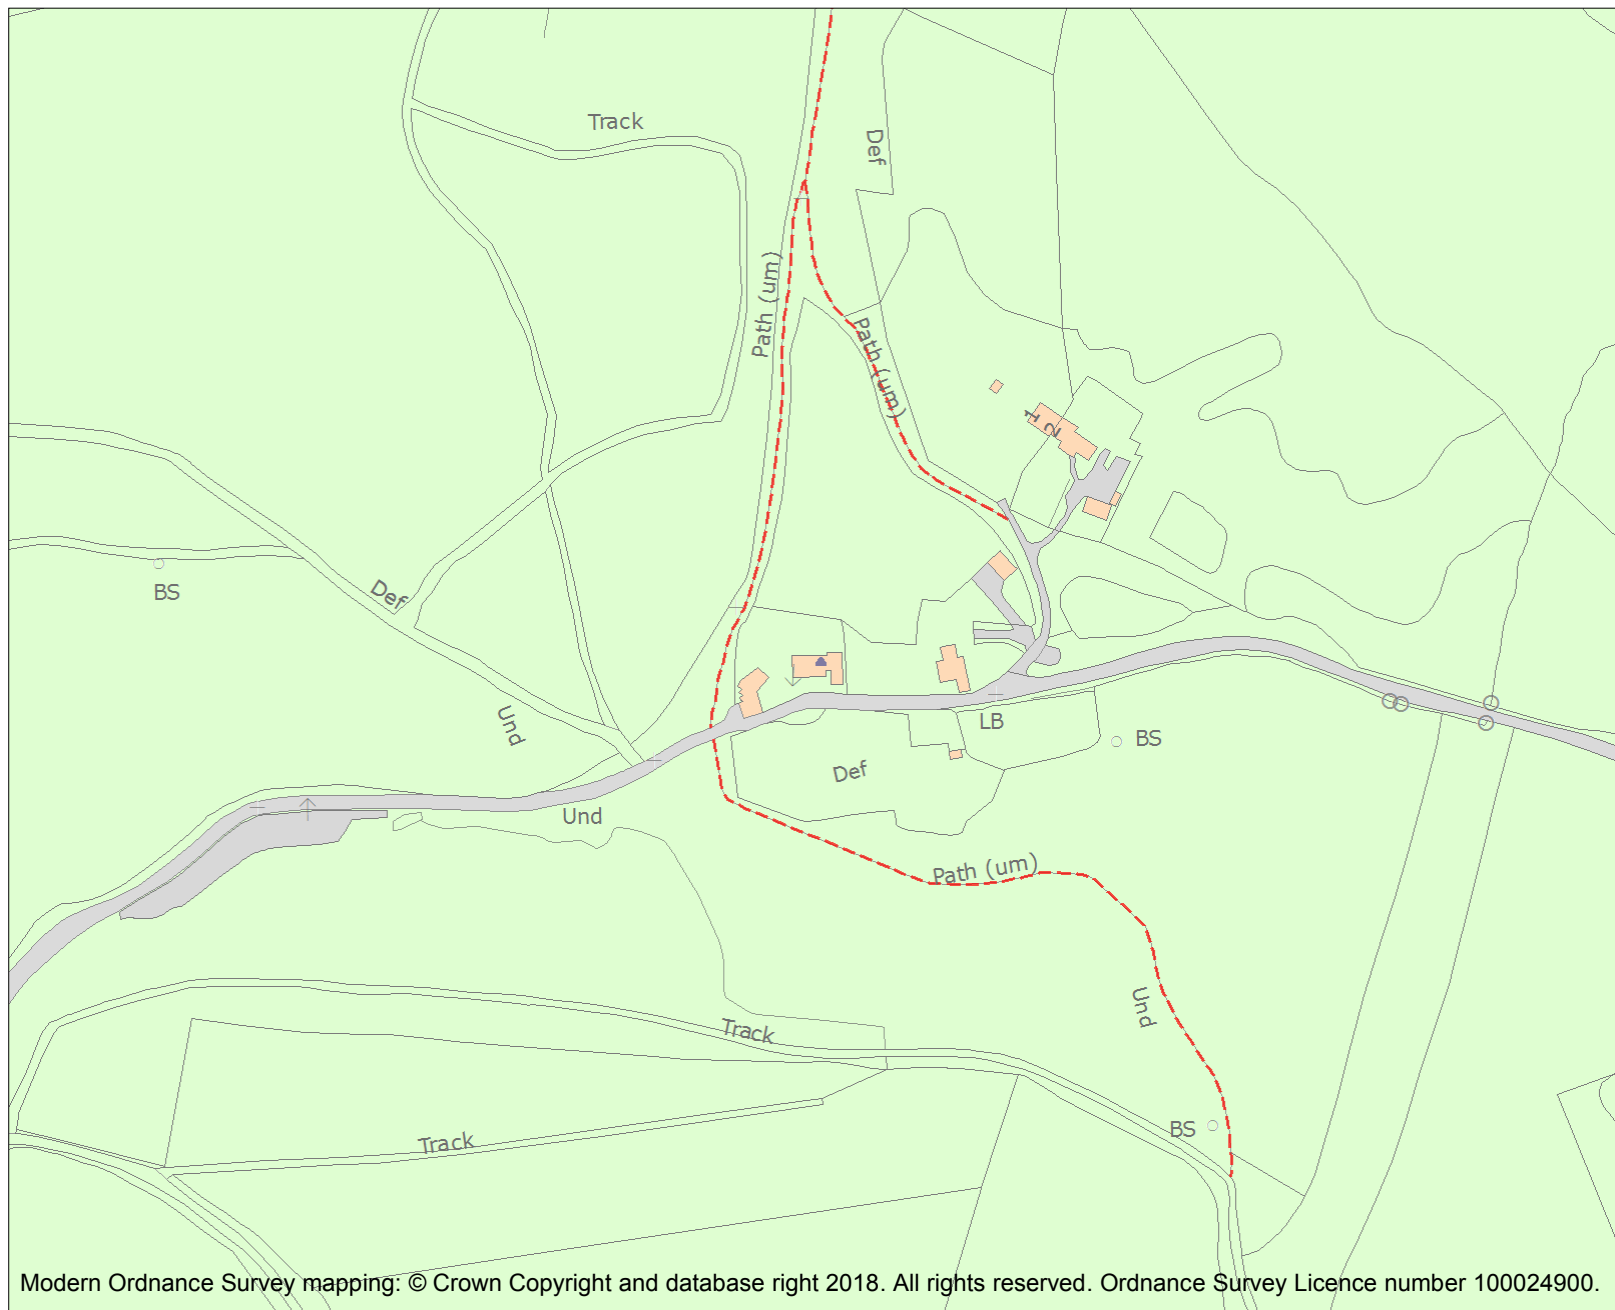 Track
Def
Path (um)
Path (um)
1
2
BS
Def
Und
LB
BS
Def
Und
Path (um)
Und
Track
BS
Track
Modern Ordnance Survey mapping: © Crown Copyright and database right 2018. All rights reserved. Ordnance Survey Licence number 100024900.